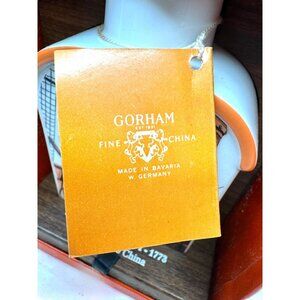 GORHAM
EST 1831
FINE CHINA
MADE IN BAVARIA
W GERMANY
1773
China